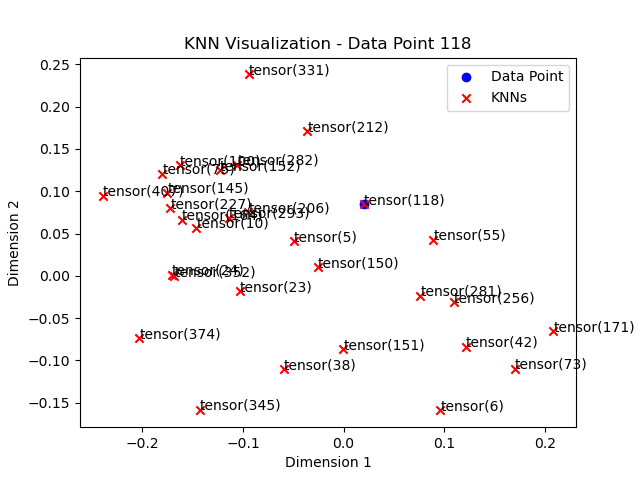 KNN Visualization - Data Point 118
Data Point
KNNs
tensor(331)
tensor(212)
tensor(282)
tensor(152)
tensor(145)
tensor(227)
tensor(206)
tensor(293)
tensor(10)
tensor(118)
tensor(5)
tensor(55)
tensor(150)
tensor(24)
tensor(352)
tensor(23)
tensor(281)
tensor(256)
tensor(171)
tensor(374)
tensor(151)
tensor(42)
tensor(38)
tensor(73)
tensor(345)
tensor(6)
0.25
0.20
0.15
0.10
0.05
0.00
−0.05
−0.10
−0.15
Dimension 2
−0.2
−0.1
0.0
0.1
0.2
Dimension 1